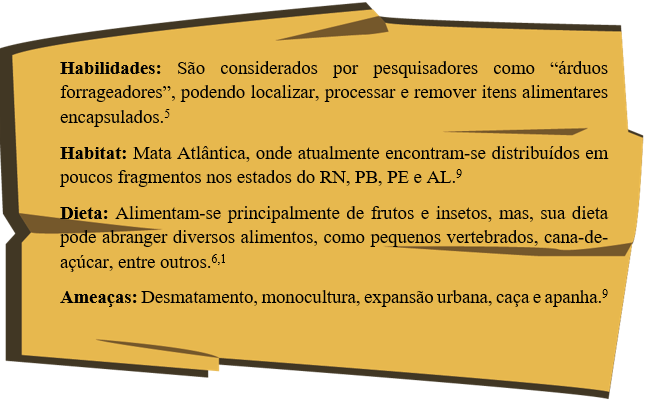 Habilidades: São considerados por pesquisadores como “árduos
forrageadores”, podendo localizar, processar e remover itens alimentares
encapsulados.⁵
Habitat: Mata Atlântica, onde atualmente encontram-se distribuídos em
poucos fragmentos nos estados do RN, PB, PE e AL.⁹
Dieta: Alimentam-se principalmente de frutos e insetos, mas, sua dieta
pode abranger diversos alimentos, como pequenos vertebrados, cana-de-
açúcar, entre outros.⁶,¹
Ameaças: Desmatamento, monocultura, expansão urbana, caça e apanha.⁹